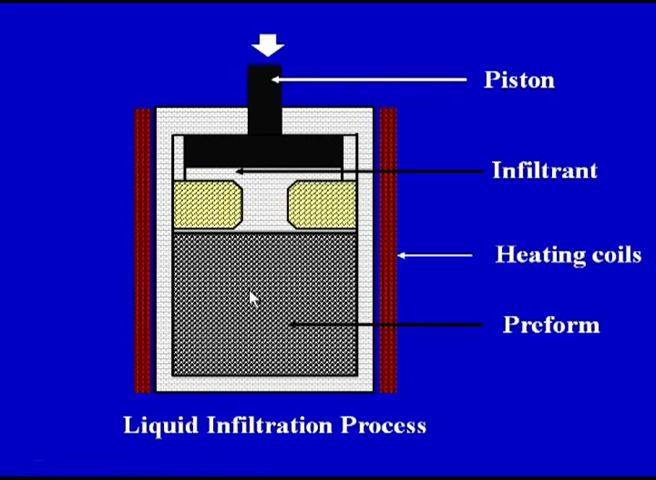 Piston
Infiltrant
Heating coils
Preform
Liquid Infiltration Process